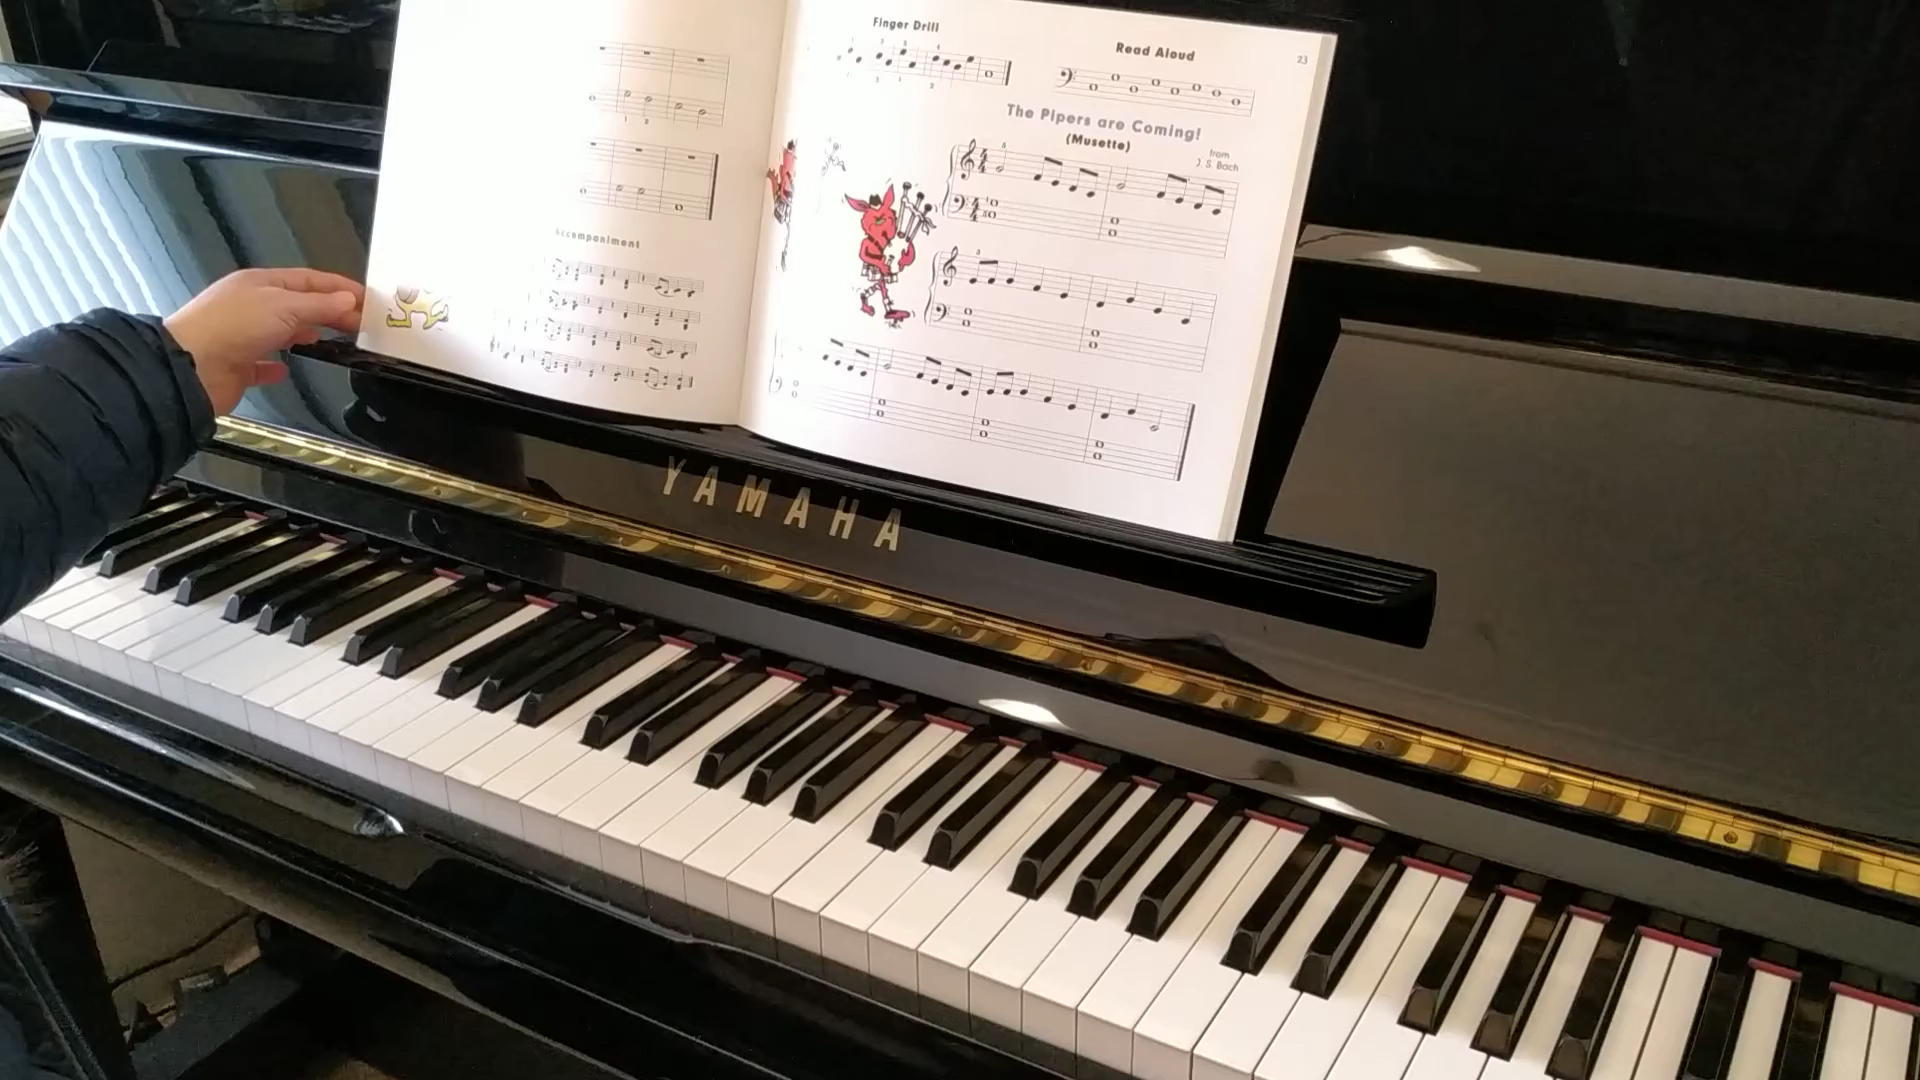 Accompaniment
Finger Drill
Read Aloud
23
The Pipers are Coming!
(Musette)
from
J. S. Bach
YAMAHA